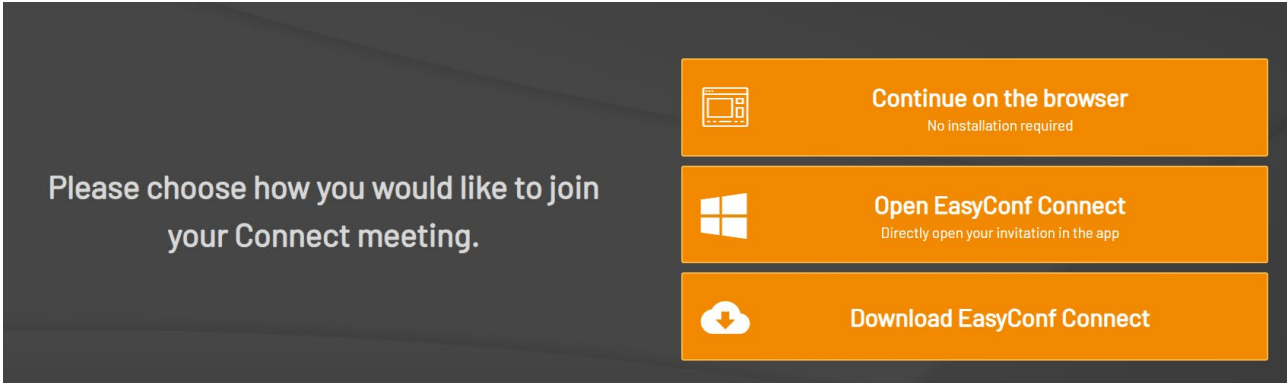 Please choose how you would like to join
your Connect meeting.
Continue on the browser
No installation required
Open EasyConf Connect
Directly open your invitation in the app
Download EasyConf Connect